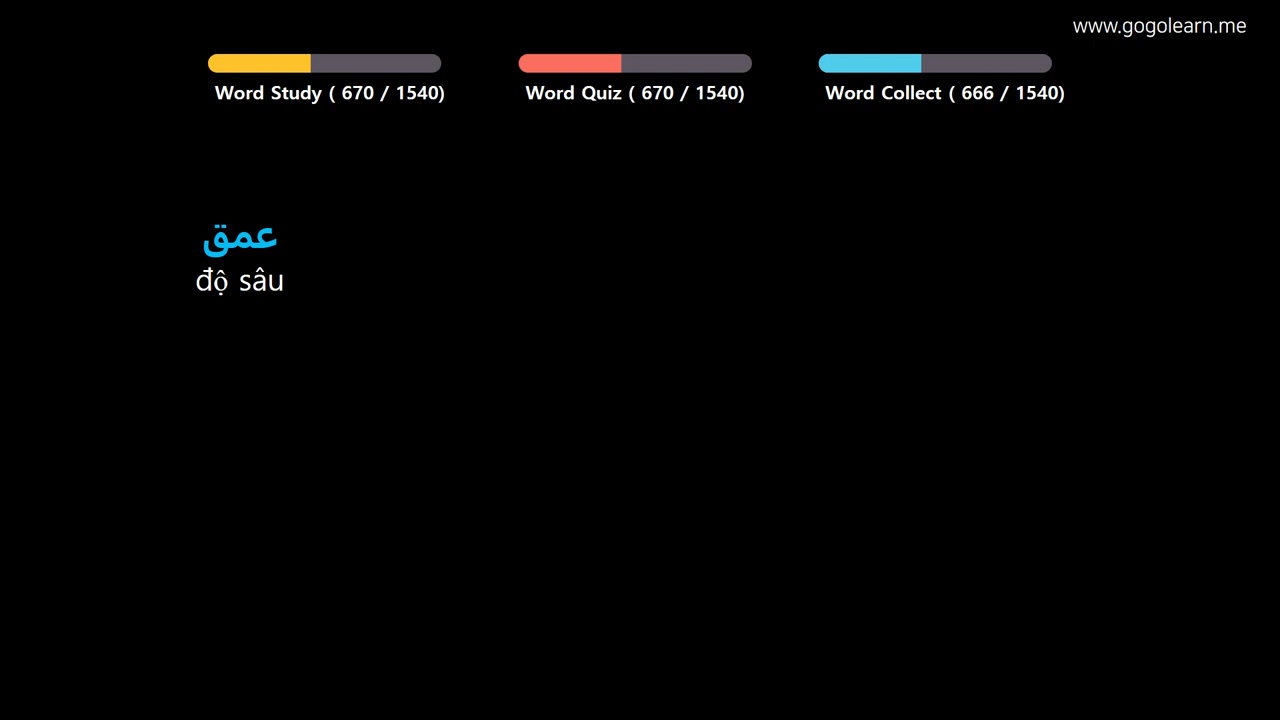 www.gogolearn.me
Word Study ( 670 / 1540)
Word Quiz ( 670 / 1540)
Word Collect ( 666 / 1540)
عمق
độ sâu